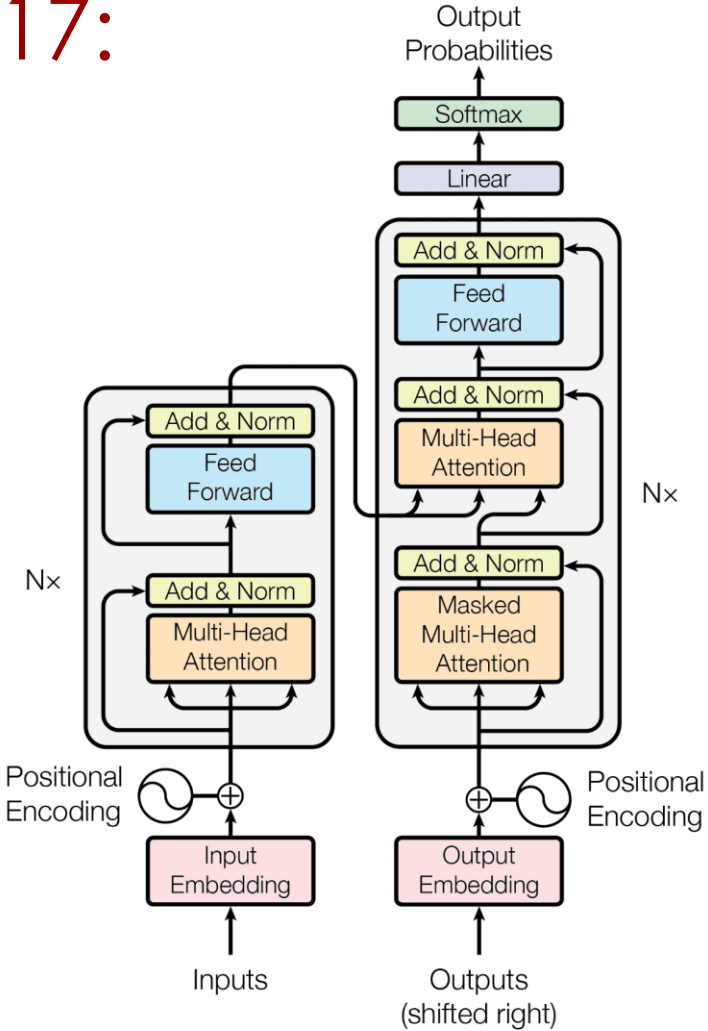 17:
Output
Probabilities
Softmax
Linear
Add & Norm
Feed
Forward
Add & Norm
Multi-Head
Attention
Add & Norm
Masked
Multi-Head
Attention
N×
Add & Norm
Feed
Forward
Add & Norm
Multi-Head
Attention
N×
Positional
Encoding
Positional
Encoding
Input
Embedding
Output
Embedding
Inputs
Outputs
(shifted right)